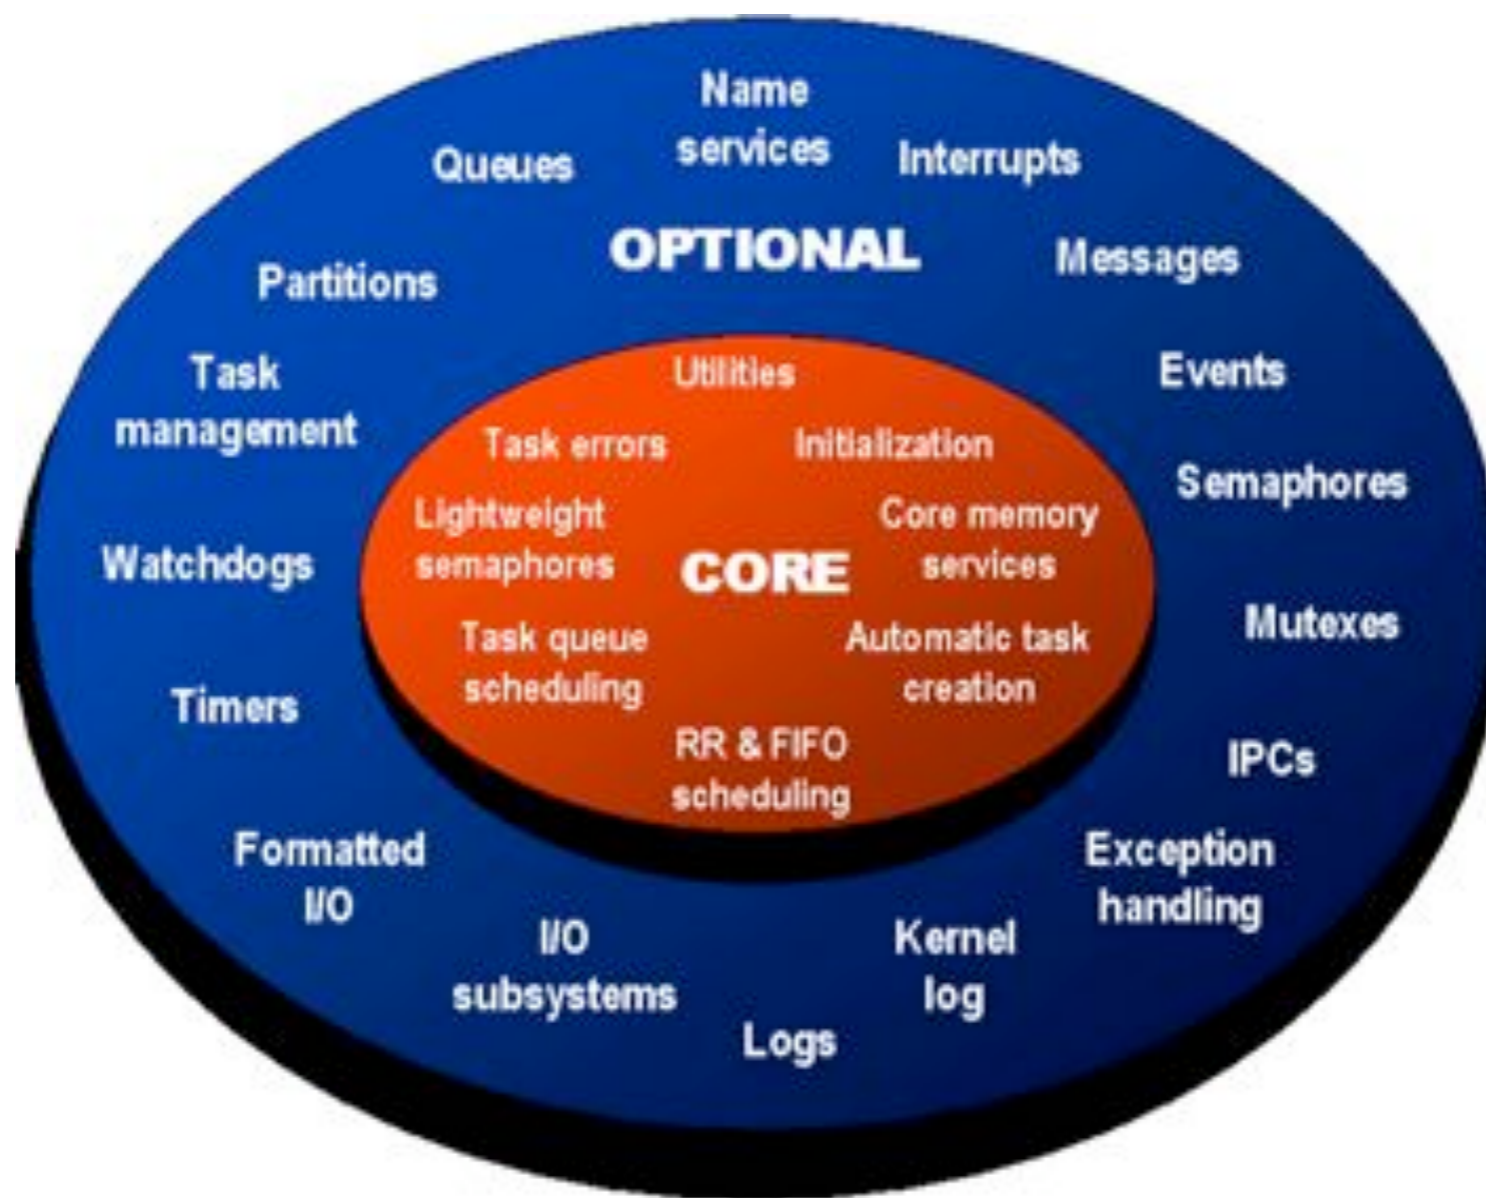 Name
services
Queues
Interrupts
OPTIONAL
Messages
Partitions
Task
management
Events
Utilities
Task errors
Initialization
Semaphores
Lightweight
semaphores
Core memory
services
Watchdogs
CORE
Mutexes
Task queue
scheduling
Automatic task
creation
Timers
RR & FIFO
scheduling
IPCs
Formatted
I/O
Exception
handling
I/O
subsystems
Kernel
log
Logs